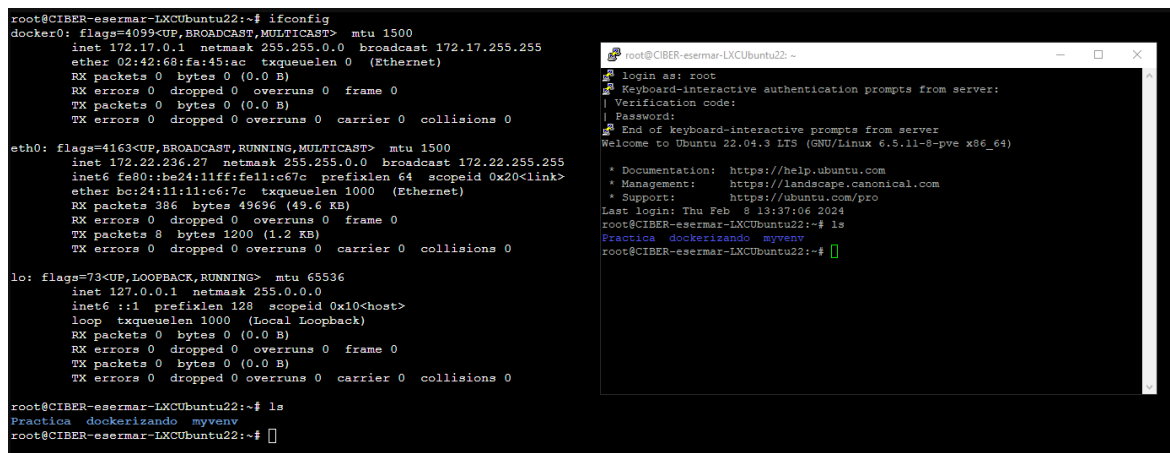 root@CIBER-esermar-LXCUbuntu22:~# ifconfig
docker0: flags=4099<UP,BROADCAST,MULTICAST>  mtu 1500
        inet 172.17.0.1  netmask 255.255.0.0  broadcast 172.17.255.255
        ether 02:42:68:fa:45:ac  txqueuelen 0  (Ethernet)
        RX packets 0  bytes 0 (0.0 B)
        RX errors 0  dropped 0  overruns 0  frame 0
        TX packets 0  bytes 0 (0.0 B)
        TX errors 0  dropped 0 overruns 0  carrier 0  collisions 0

eth0: flags=4163<UP,BROADCAST,RUNNING,MULTICAST>  mtu 1500
        inet 172.22.236.27  netmask 255.255.0.0  broadcast 172.22.255.255
        inet6 fe80::be24:11ff:fe11:c67c  prefixlen 64  scopeid 0x20<link>
        ether bc:24:11:11:c6:7c  txqueuelen 1000  (Ethernet)
        RX packets 386  bytes 49696 (49.6 KB)
        RX errors 0  dropped 0  overruns 0  frame 0
        TX packets 8  bytes 1200 (1.2 KB)
        TX errors 0  dropped 0 overruns 0  carrier 0  collisions 0

lo: flags=73<UP,LOOPBACK,RUNNING>  mtu 65536
        inet 127.0.0.1  netmask 255.0.0.0
        inet6 ::1  prefixlen 128  scopeid 0x10<host>
        loop  txqueuelen 1000  (Local Loopback)
        RX packets 0  bytes 0 (0.0 B)
        RX errors 0  dropped 0  overruns 0  frame 0
        TX packets 0  bytes 0 (0.0 B)
        TX errors 0  dropped 0 overruns 0  carrier 0  collisions 0

root@CIBER-esermar-LXCUbuntu22:~# ls
Practica  dockerizando  myvenv
root@CIBER-esermar-LXCUbuntu22:~#
root@CIBER-esermar-LXCUbuntu22: ~
login as: root
Keyboard-interactive authentication prompts from server:
| Verification code:
| Password:
End of keyboard-interactive prompts from server
Welcome to Ubuntu 22.04.3 LTS (GNU/Linux 6.5.11-8-pve x86_64)

 * Documentation:  https://help.ubuntu.com
 * Management:     https://landscape.canonical.com
 * Support:        https://ubuntu.com/pro
Last login: Thu Feb  8 13:37:06 2024
root@CIBER-esermar-LXCUbuntu22:~# ls
Practica  dockerizando  myvenv
root@CIBER-esermar-LXCUbuntu22:~#